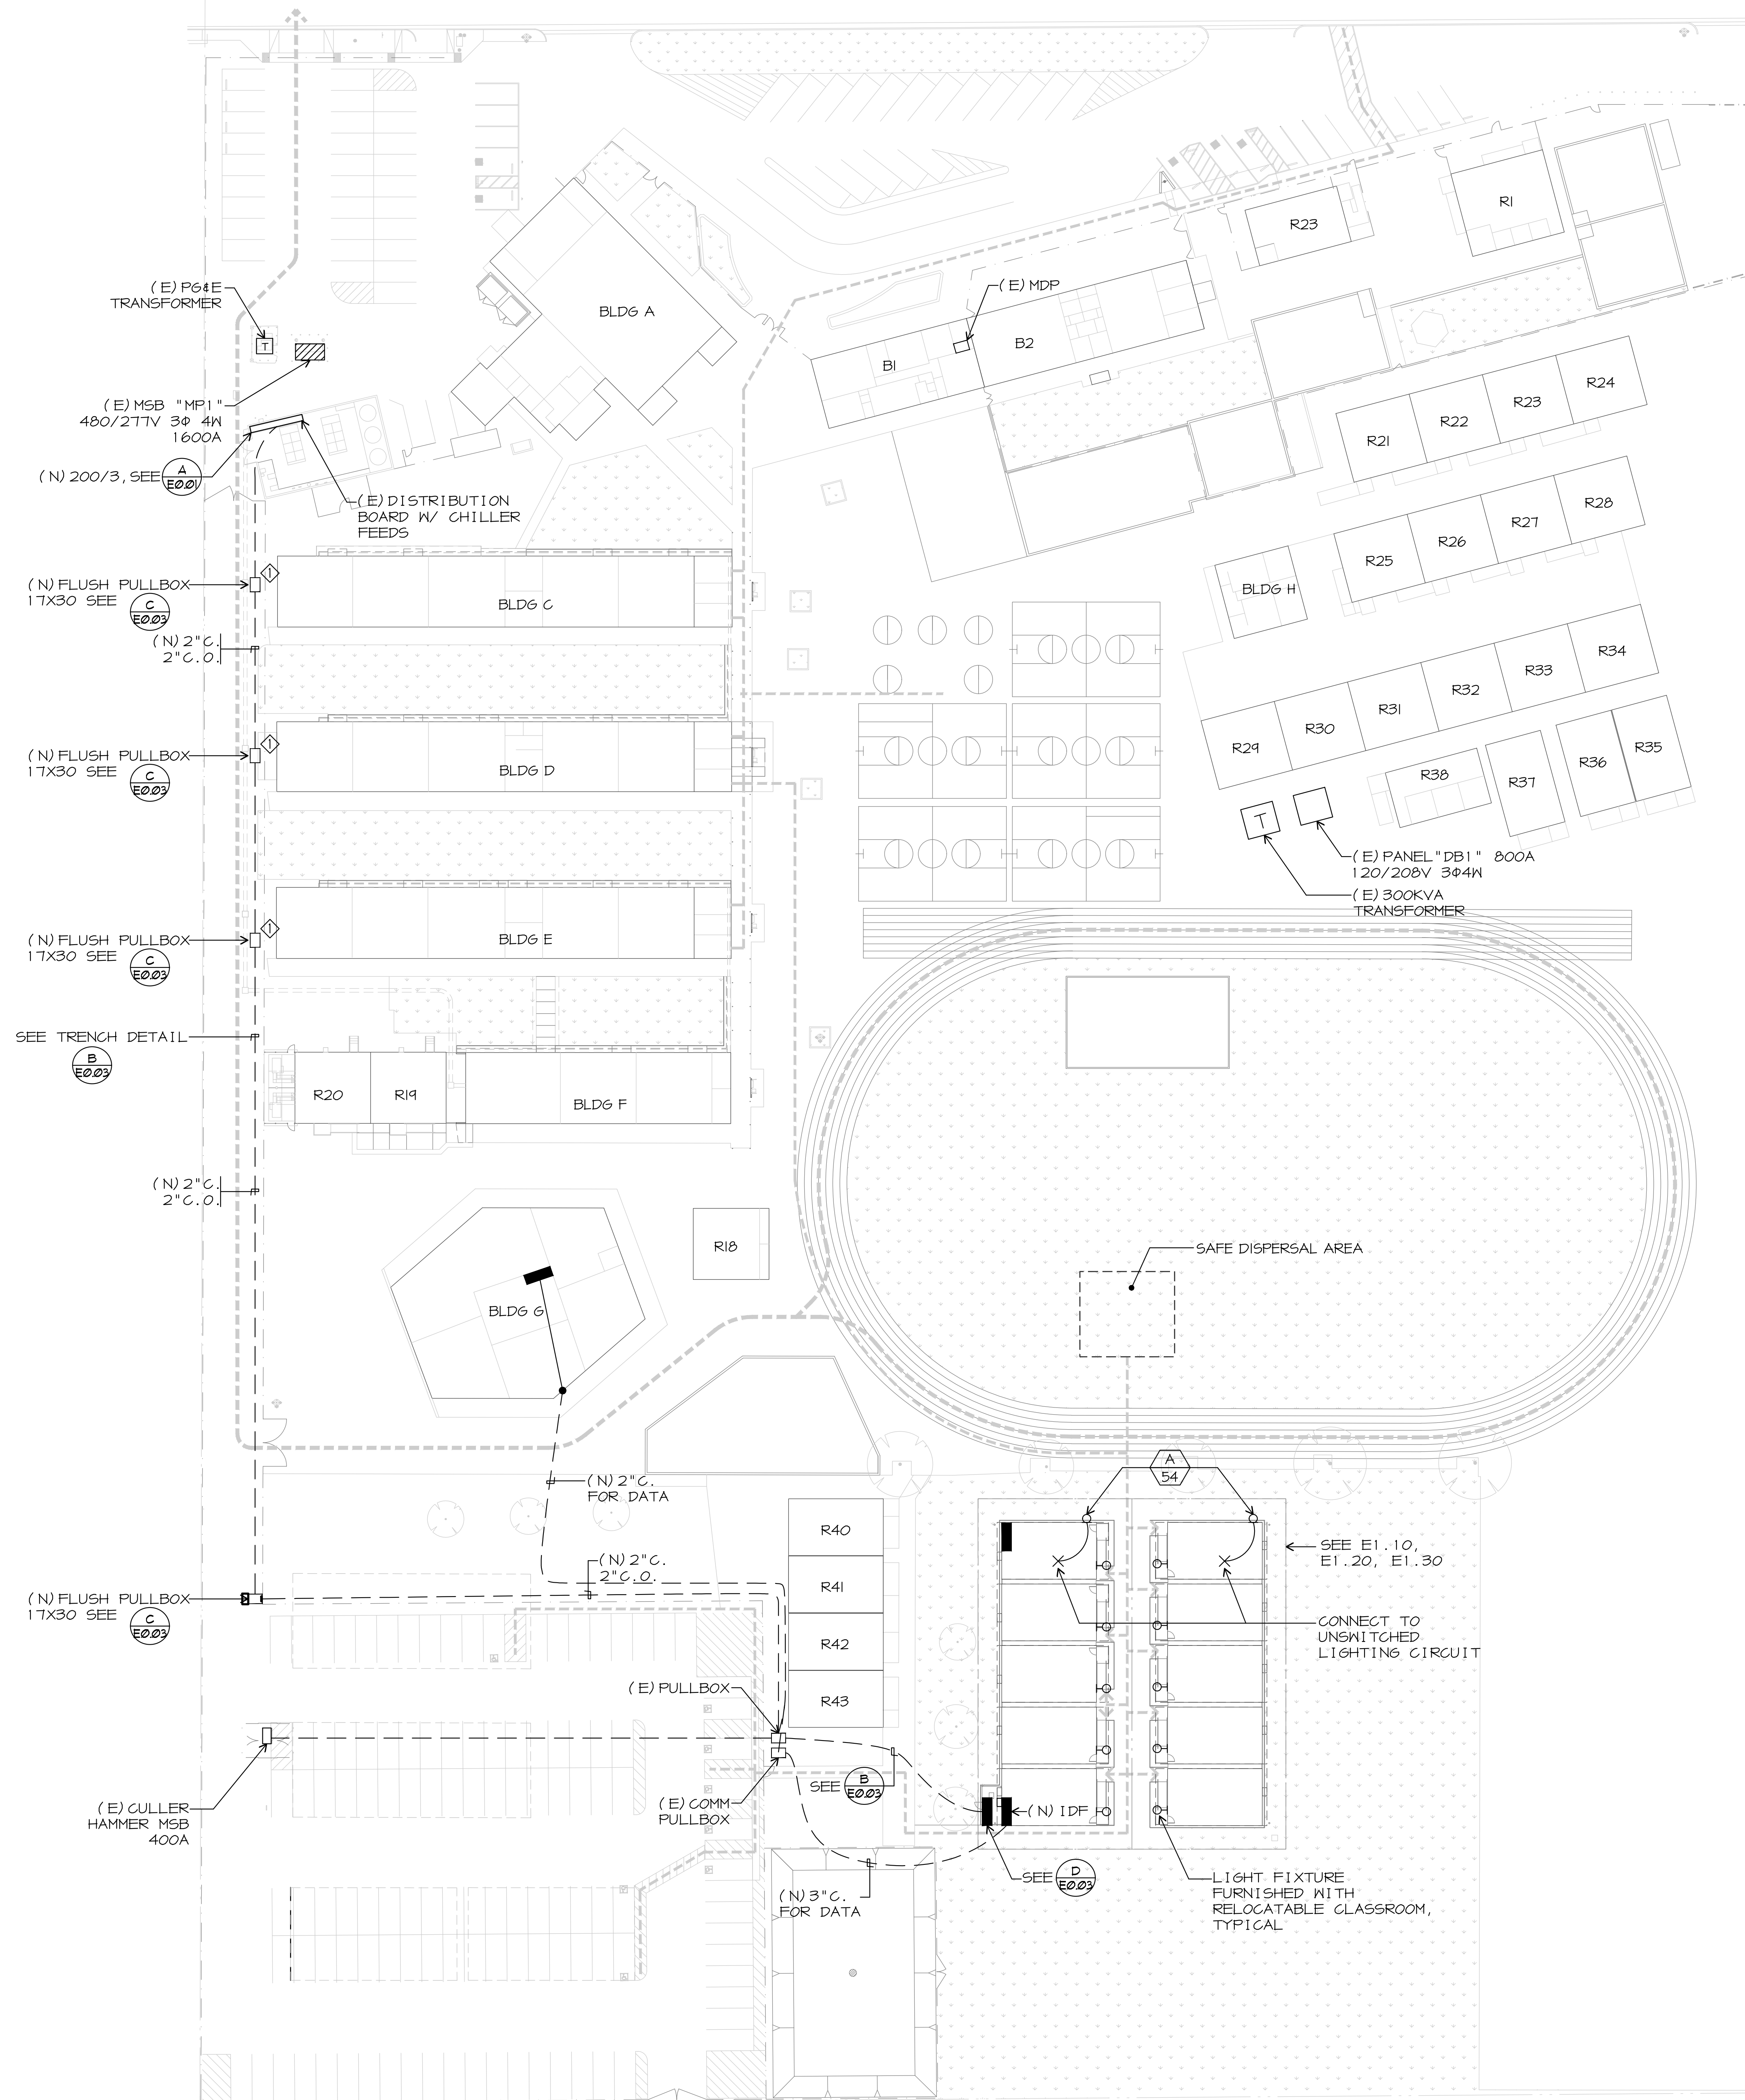 R1
R23
(E) PG&E
TRANSFORMER
(E) MDP
BLDG A
B2
B1
T
(E) MSB "MP1"
480/277V 3Φ 4W
1600A
R24
R23
R22
R21
(N) 200/3, SEE
A
E0.01
(E) DISTRIBUTION
BOARD W/ CHILLER
FEEDS
R28
R27
R26
R25
(N) FLUSH PULLBOX
17X30 SEE
C
E0.03
1
BLDG C
BLDG H
(N) 2"C.
2"C.O.
R34
R33
R32
R31
R30
R29
(N) FLUSH PULLBOX
17X30 SEE
C
E0.03
1
BLDG D
R35
R36
R38
R37
T
(E) PANEL "DB1" 800A
120/208V 3Φ4W
(E) 300KVA
TRANSFORMER
(N) FLUSH PULLBOX
17X30 SEE
C
E0.03
1
BLDG E
SEE TRENCH DETAIL
B
E0.03
R20
R19
BLDG F
(N) 2"C.
2"C.O.
R18
SAFE DISPERSAL AREA
BLDG G
(N) 2"C.
FOR DATA
A
54
R40
SEE E1.10,
E1.20, E1.30
(N) 2"C.
2"C.O.
R41
(N) FLUSH PULLBOX
17X30 SEE
C
E0.03
CONNECT TO
UNSWITCHED
LIGHTING CIRCUIT
R42
(E) PULLBOX
R43
SEE
B
E0.03
(E) COMM
PULLBOX
(E) CULLER
HAMMER MSB
400A
(N) IDF
SEE
D
E0.03
LIGHT FIXTURE
FURNISHED WITH
RELOCATABLE CLASSROOM,
TYPICAL
(N) 3"C.
FOR DATA